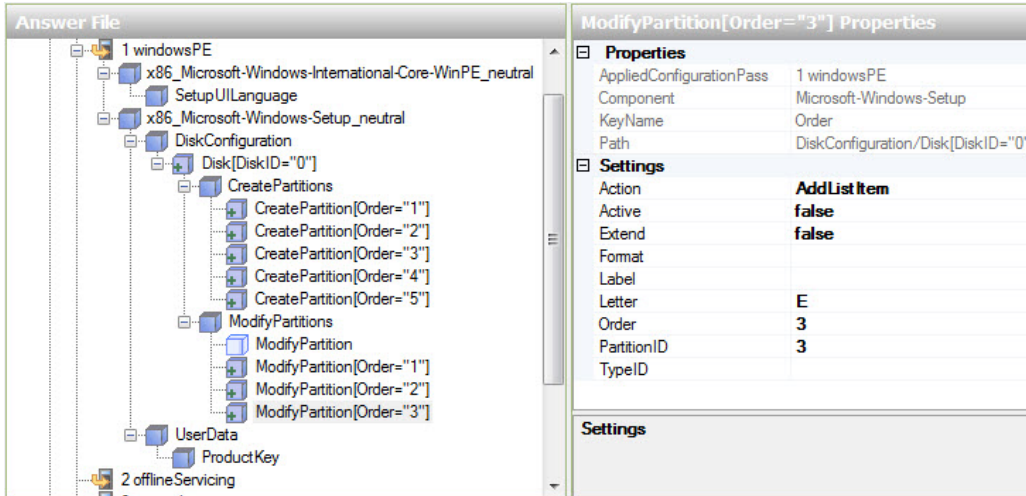 Answer File
1 windowsPE
x86_Microsoft-Windows-International-Core-WinPE_neutral
SetupUILanguage
x86_Microsoft-Windows-Setup_neutral
DiskConfiguration
Disk[DiskID="0"]
CreatePartitions
CreatePartition[Order="1"]
CreatePartition[Order="2"]
CreatePartition[Order="3"]
CreatePartition[Order="4"]
CreatePartition[Order="5"]
ModifyPartitions
ModifyPartition
ModifyPartition[Order="1"]
ModifyPartition[Order="2"]
ModifyPartition[Order="3"]
UserData
ProductKey
2 offlineServicing
ModifyPartition[Order="3"] Properties
Properties
AppliedConfigurationPass 1 windowsPE
Component Microsoft-Windows-Setup
KeyName Order
Path DiskConfiguration/Disk[DiskID="0"
Settings
Action AddListItem
Active false
Extend false
Format
Label
Letter E
Order 3
PartitionID 3
TypeID
Settings